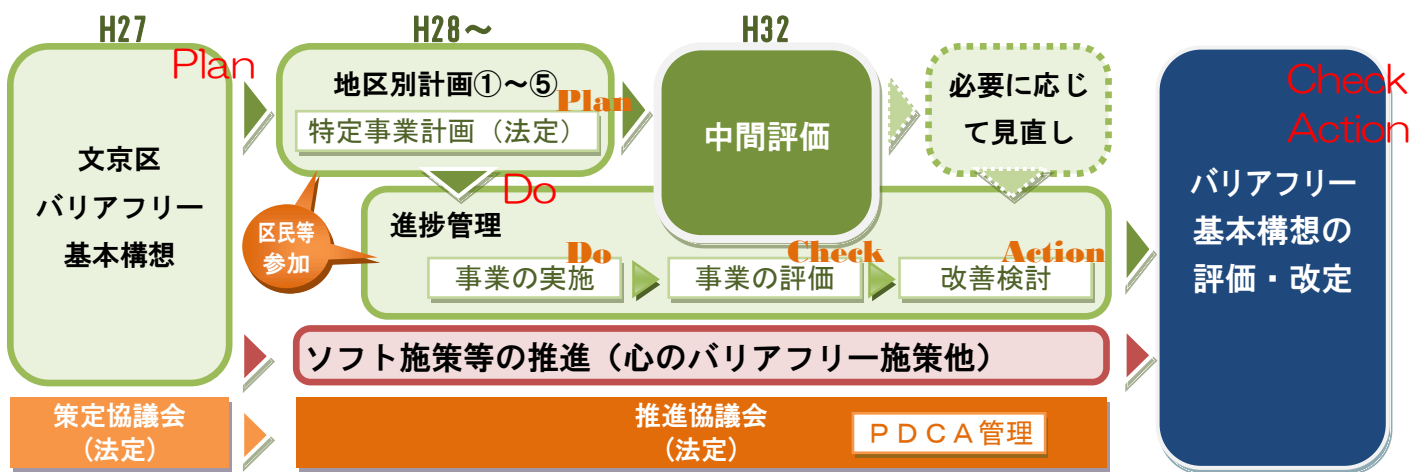 H27
Plan
文京区
バリアフリー
基本構想
H28～
地区別計画①～⑤
Plan
特定事業計画（法定）
H32
中間評価
必要に応じ
て見直し
Check
Action
バリアフリー
基本構想の
評価・改定
区民等
参加
Do
進捗管理
Do
事業の実施
Check
事業の評価
Action
改善検討
ソフト施策等の推進（心のバリアフリー施策他）
策定協議会
（法定）
推進協議会
（法定）
ＰＤＣＡ管理